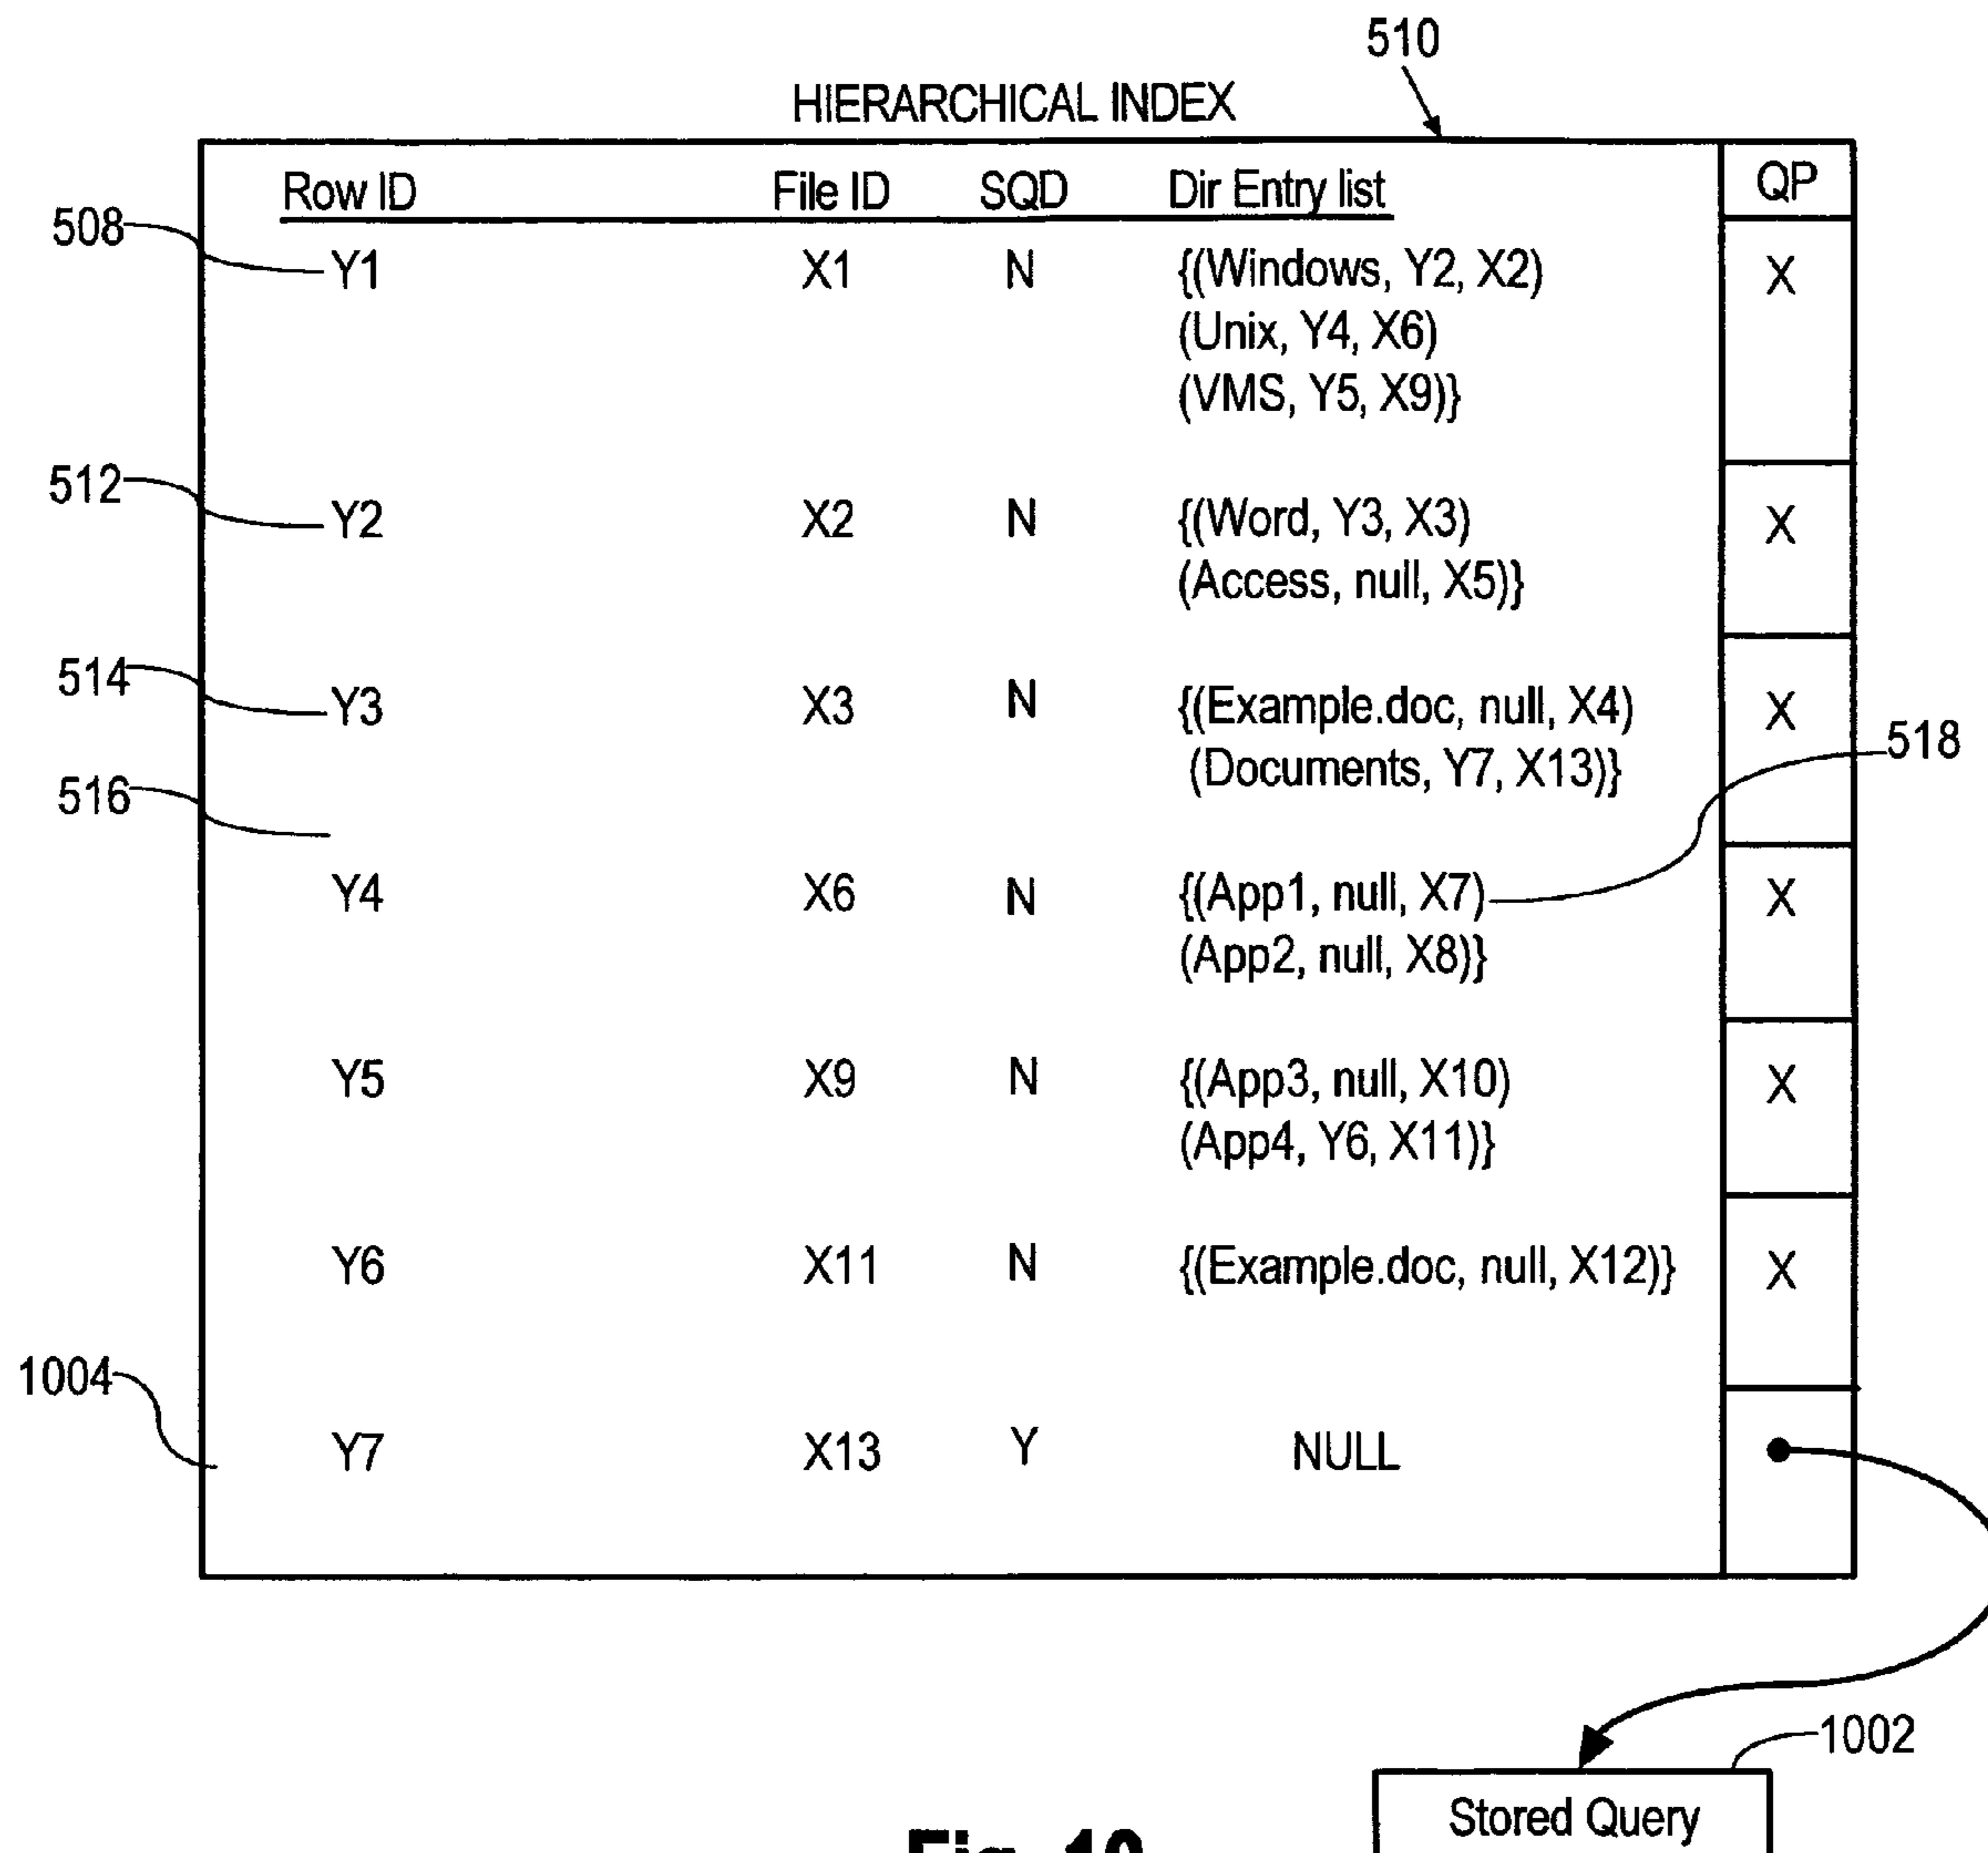 510
HIERARCHICAL INDEX
Row ID File ID SQD Dir Entry list QP
508 Y1 X1 N {(Windows, Y2, X2) X
(Unix, Y4, X6)
(VMS, Y5, X9)}
512 Y2 X2 N {(Word, Y3, X3) X
(Access, null, X5)}
514 Y3 X3 N {(Example.doc, null, X4) X
518
(Documents, Y7, X13)}
516
Y4 X6 N {(App1, null, X7) X
(App2, null, X8)}
Y5 X9 N {(App3, null, X10) X
(App4, Y6, X11)}
Y6 X11 N {(Example.doc, null, X12)} X
1004
Y7 X13 Y NULL
1002
Stored Query
Fig. 10